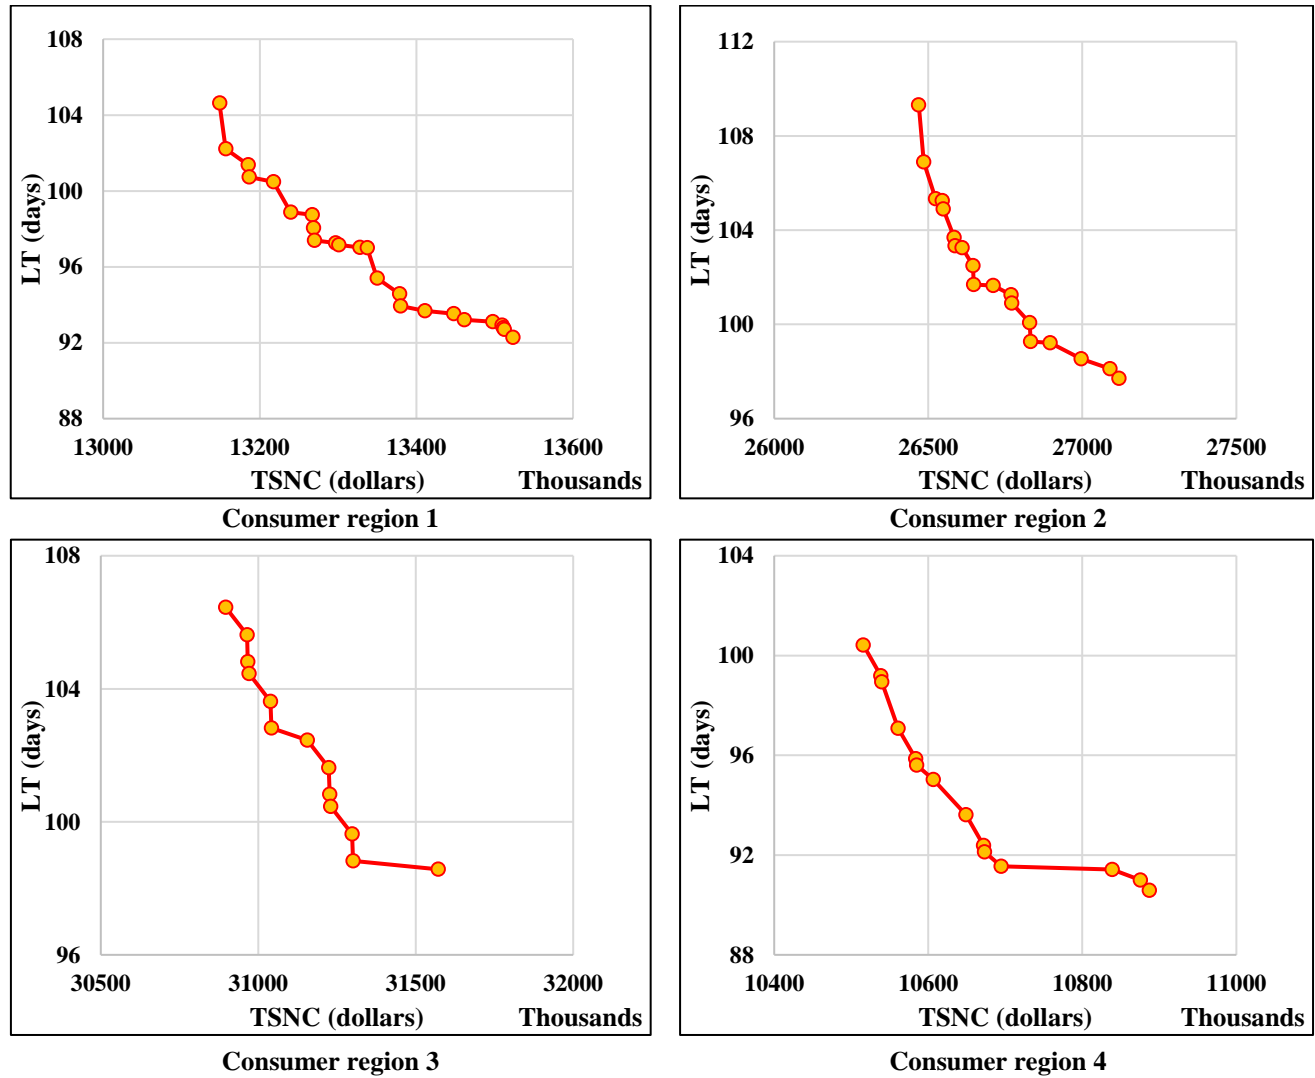 108
104
100
96
92
88
LT (days)
13000 13200 13400 13600
TSNC (dollars) Thousands
Consumer region 1
112
108
104
100
96
LT (days)
26000 26500 27000 27500
TSNC (dollars) Thousands
Consumer region 2
108
104
100
96
LT (days)
30500 31000 31500 32000
TSNC (dollars) Thousands
Consumer region 3
104
100
96
92
88
LT (days)
10400 10600 10800 11000
TSNC (dollars) Thousands
Consumer region 4